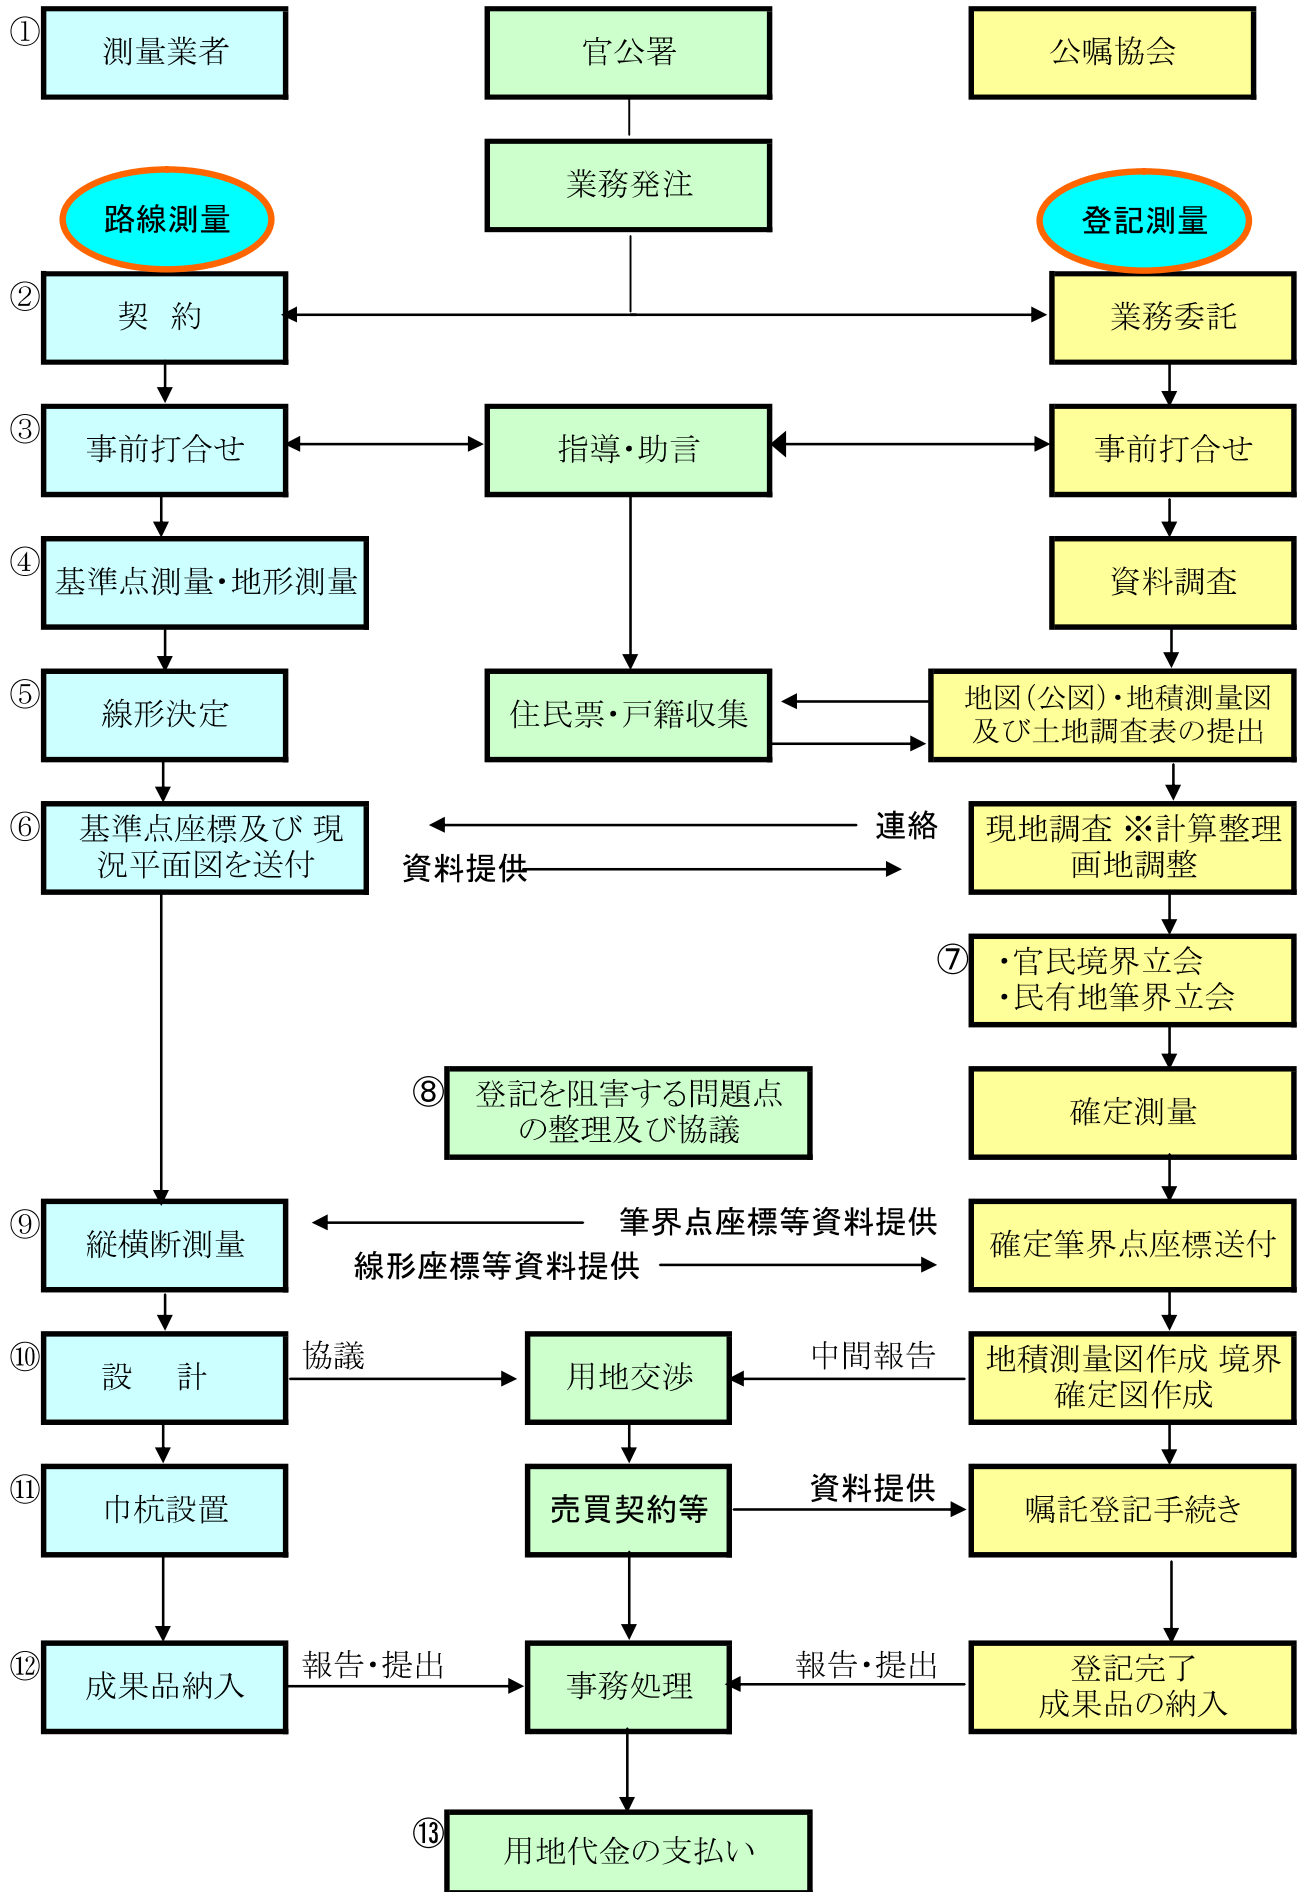 ①
測量業者
官公署
公嘱協会
業務発注
路線測量
登記測量
②
契　約
業務委託
③
事前打合せ
指導・助言
事前打合せ
④
基準点測量・地形測量
資料調査
⑤
線形決定
住民票・戸籍収集
地図(公図)・地積測量図
及び土地調査表の提出
⑥
基準点座標及び 現
況平面図を送付
連絡
資料提供
現地調査 ※計算整理
画地調整
⑦
・官民境界立会
・民有地筆界立会
⑧
登記を阻害する問題点
の整理及び協議
確定測量
⑨
縦横断測量
筆界点座標等資料提供
線形座標等資料提供
確定筆界点座標送付
⑩
設　計
協議
用地交渉
中間報告
地積測量図作成 境界
確定図作成
⑪
巾杭設置
売買契約等
資料提供
嘱託登記手続き
⑫
成果品納入
報告・提出
事務処理
報告・提出
登記完了
成果品の納入
⑬
用地代金の支払い